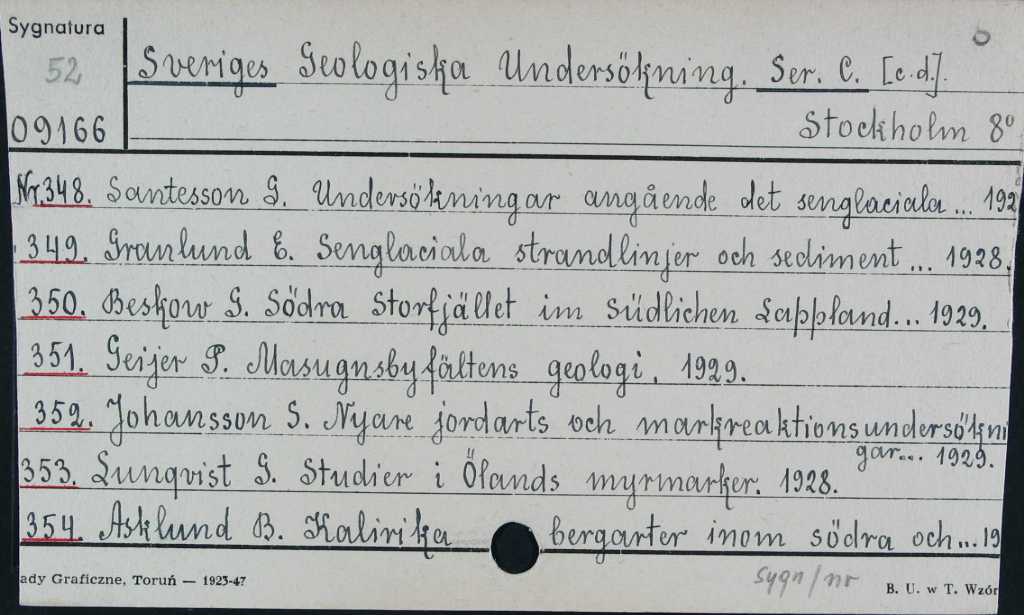 Sygnatura
52
09166
6
Sveriges Geologiska Undersökning. Ser. C. [c.d.].
Stockholm 8°
Nr. 348. Santesson G. Undersökningar angående det senglaciala... 192
349. Granlund E. Senglaciala strandlinjer och sediment... 1928.
350. Beskow G. Södra Storfjället im Südlichen Lappland... 1929.
351. Geijer P. Masugnsbyfältens geologi. 1929.
352. Johansson S. Nyare jordarts och markreaktionsundersökni
gar... 1929.
353. Lunqvist G. Studier i Ölands myrmarker. 1928.
354. Asklund B. Kalirika bergarter inom södra och... 19
ady Graficzne, Toruń — 1925-47
sygn/nr
B. U. w T. Wzór